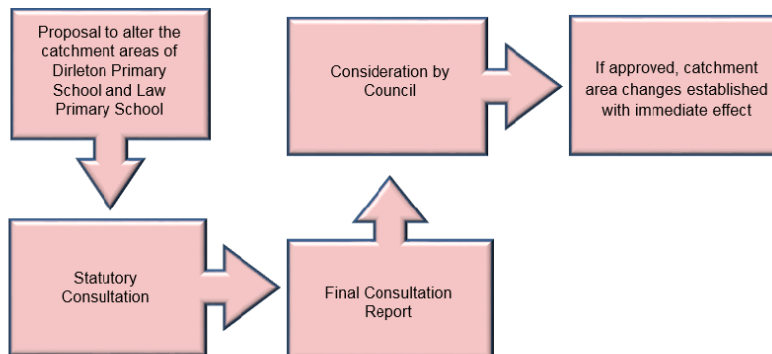 Proposal to alter the
catchment areas of
Dirleton Primary
School and Law
Primary School
Statutory
Consultation
Final Consultation
Report
Consideration by
Council
If approved, catchment
area changes established
with immediate effect